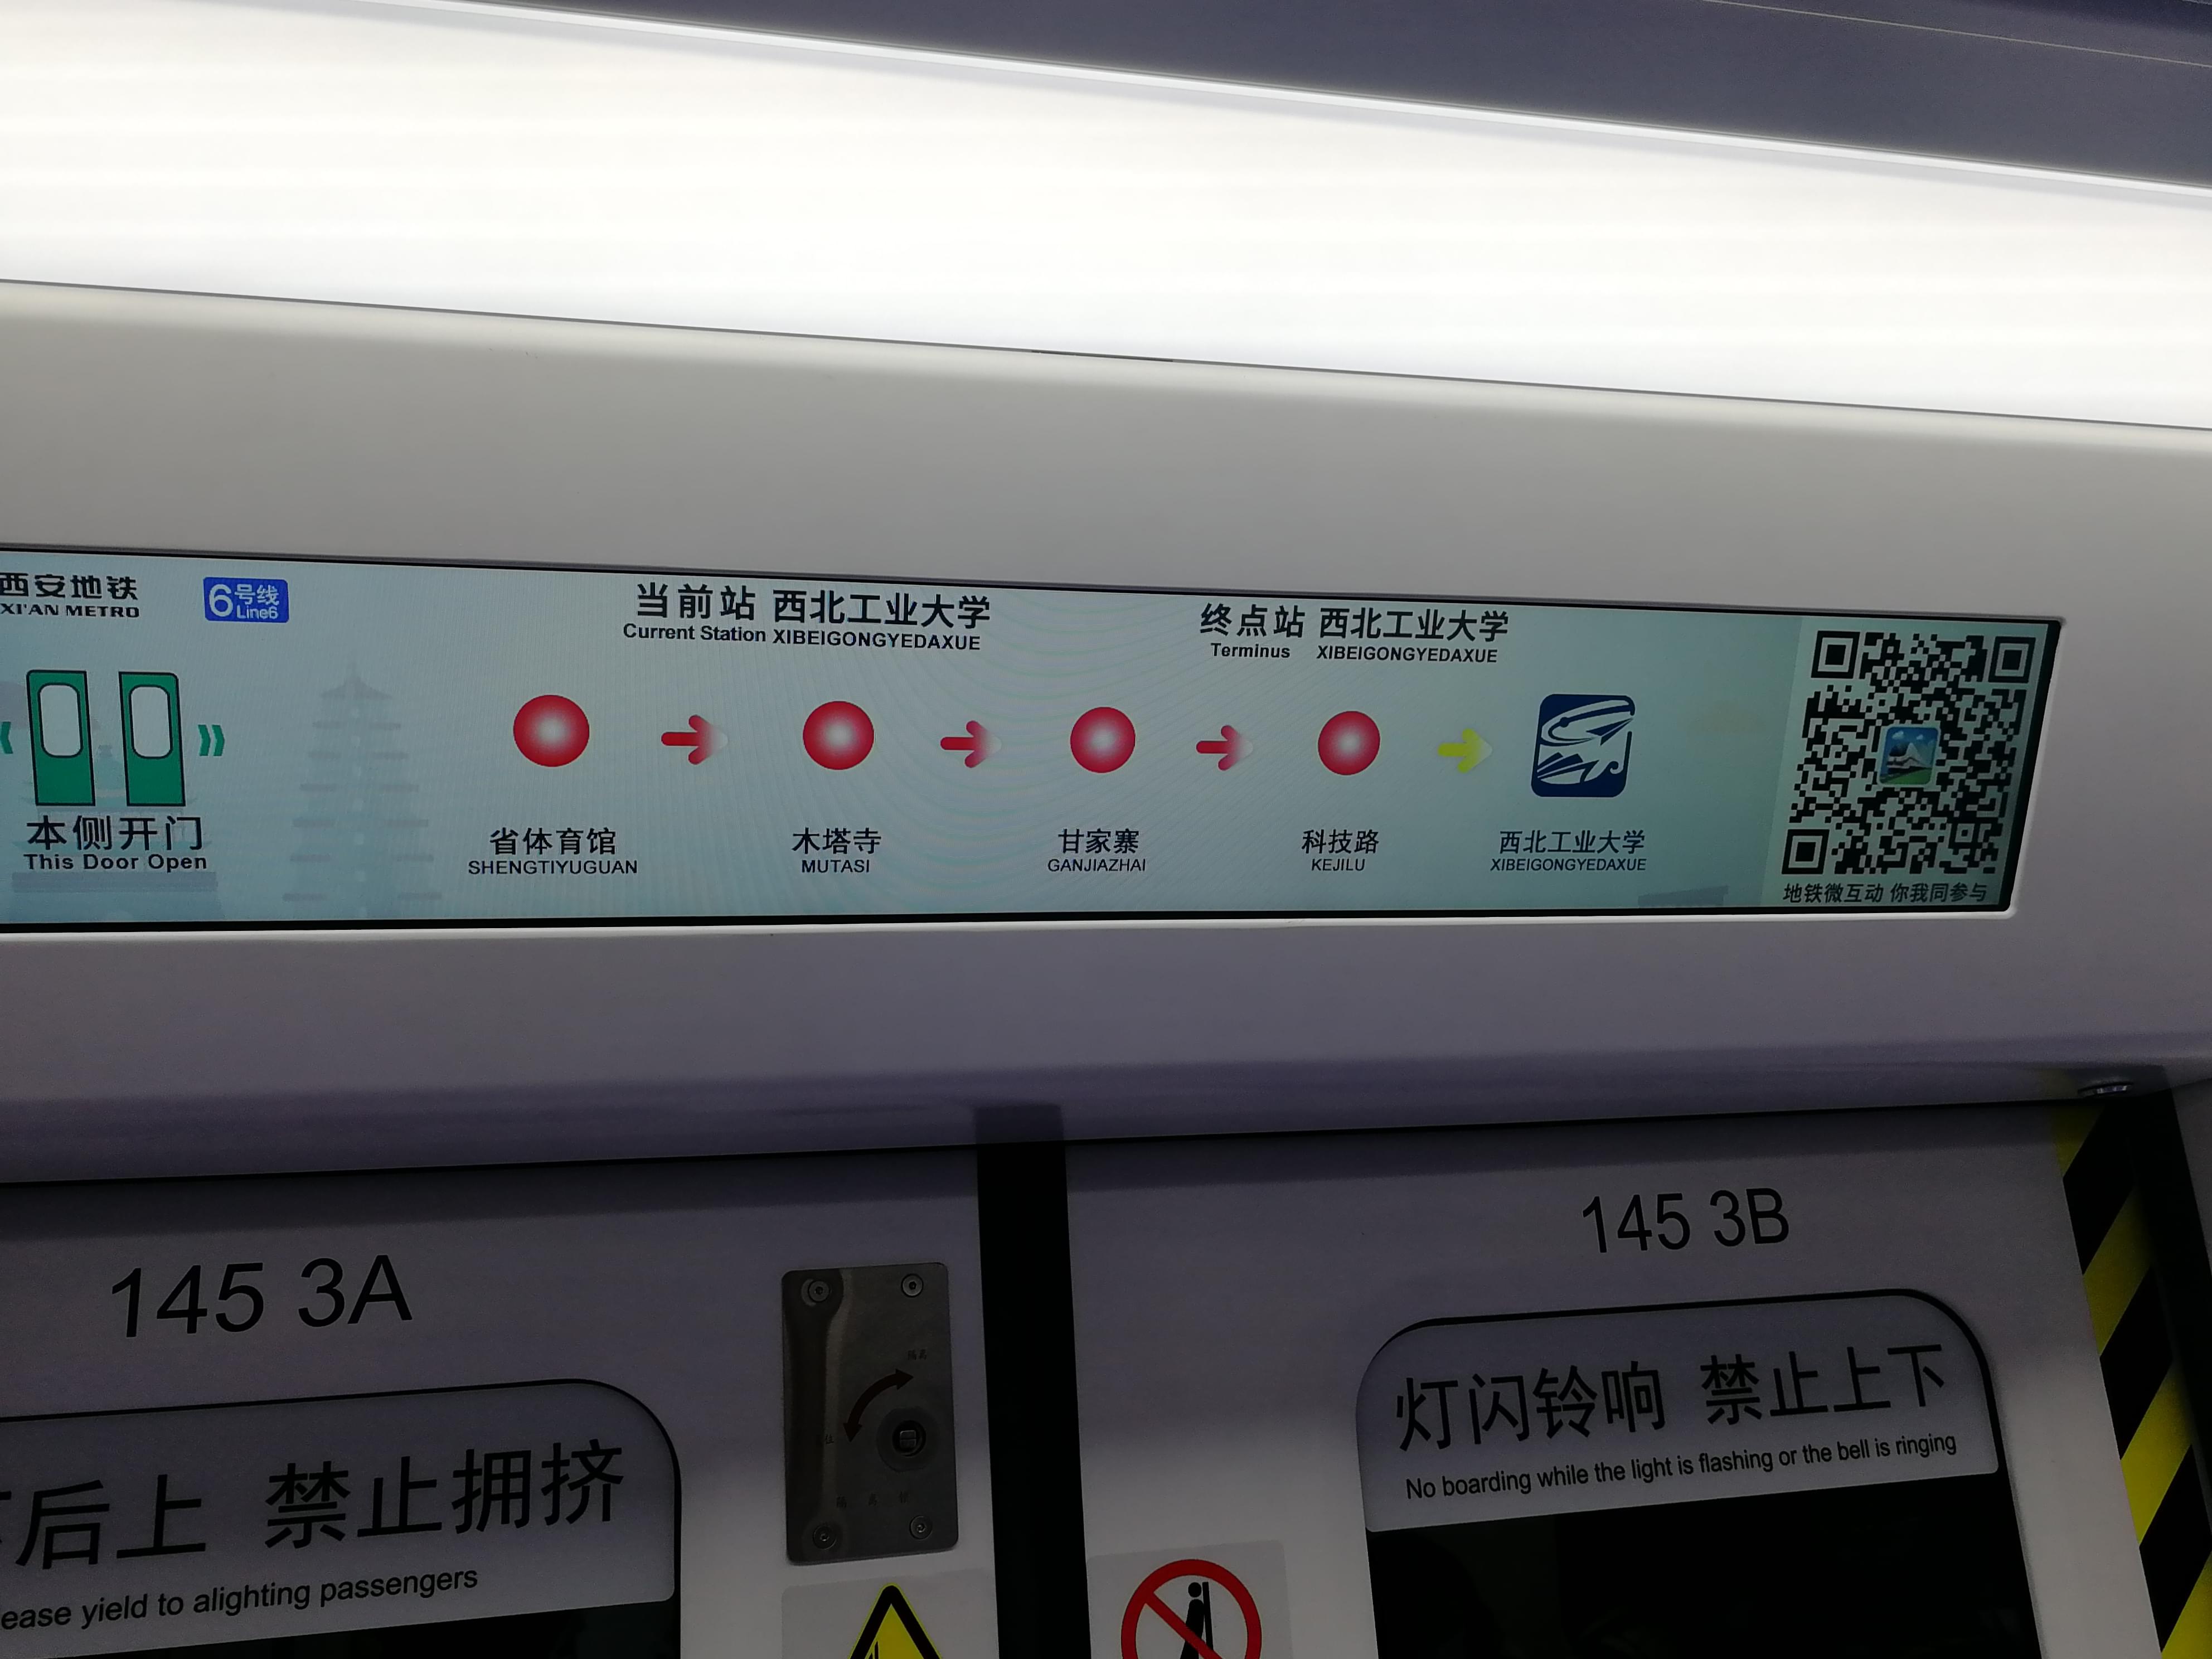 西安地铁
XI'AN METRO
6号线
Line6
当前站 西北工业大学
Current Station XIBEIGONGYEDAXUE
终点站 西北工业大学
Terminus XIBEIGONGYEDAXUE
本侧开门
This Door Open
省体育馆
SHENGTIYUGUAN
木塔寺
MUTASI
甘家寨
GANJIAZHAI
科技路
KEJILU
西北工业大学
XIBEIGONGYEDAXUE
地铁微互动 你我同参与
145 3A
145 3B
后上 禁止拥挤
ease yield to alighting passengers
灯闪铃响 禁止上下
No boarding while the light is flashing or the bell is ringing